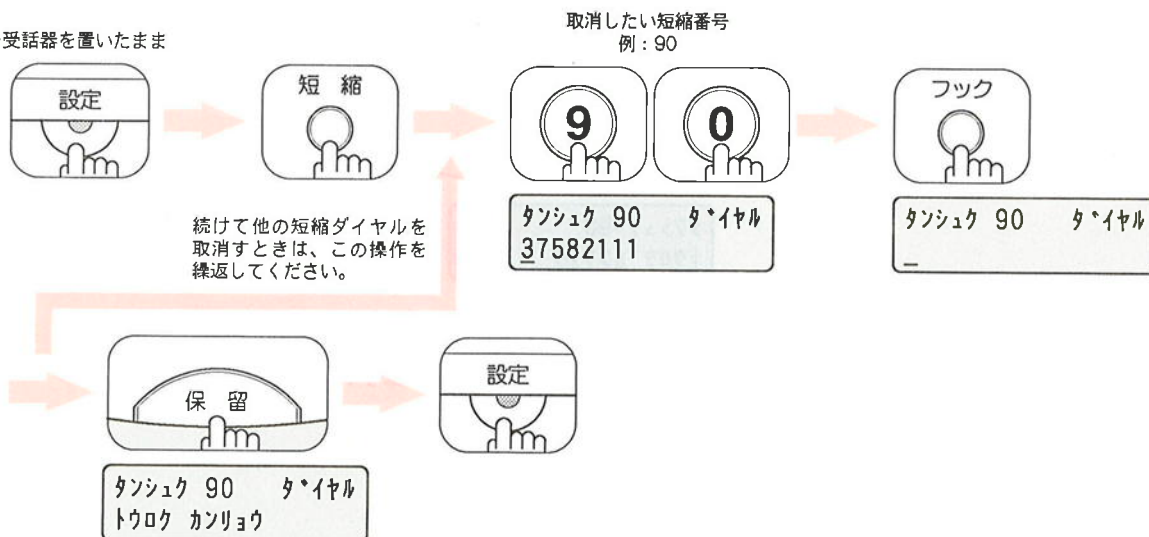 受話器を置いたまま
設定
短 縮
取消したい短縮番号
例:90
9
0
タンシュク 90 ダイヤル
37582111
フック
タンシュク 90 ダイヤル
_
続けて他の短縮ダイヤルを
取消すときは、この操作を
繰返してください。
保 留
タンシュク 90 ダイヤル
トウロク カンリョウ
設定